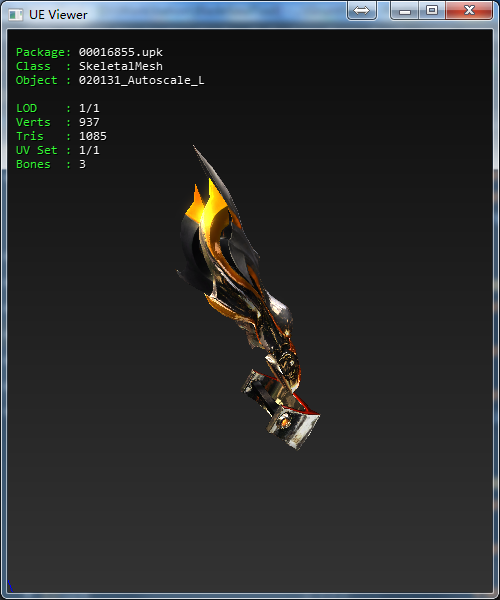 UE Viewer
Package: 00016855.upk
Class : SkeletalMesh
Object : 020131_Autoscale_L
LOD : 1/1
Verts : 937
Tris : 1085
UV Set : 1/1
Bones : 3